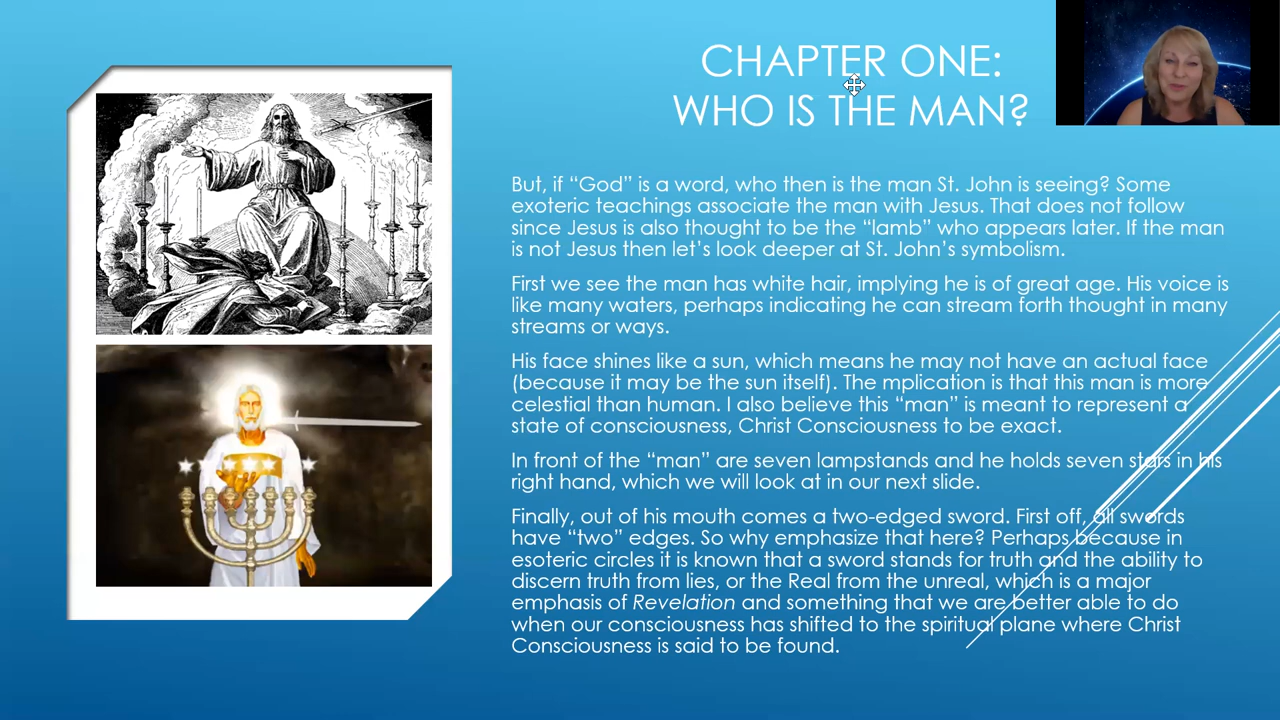 CHAPTER ONE:
WHO IS THE MAN?
But, if “God” is a word, who then is the man St. John is seeing? Some
exoteric teachings associate the man with Jesus. That does not follow
since Jesus is also thought to be the “lamb” who appears later. If the man
is not Jesus then let’s look deeper at St. John’s symbolism.
First we see the man has white hair, implying he is of great age. His voice is
like many waters, perhaps indicating he can stream forth thought in many
streams or ways.
His face shines like a sun, which means he may not have an actual face
(because it may be the sun itself). The mplication is that this man is more
celestial than human. I also believe this “man” is meant to represent a
state of consciousness, Christ Consciousness to be exact.
In front of the “man” are seven lampstands and he holds seven stars in his
right hand, which we will look at in our next slide.
Finally, out of his mouth comes a two-edged sword. First off, all swords
have “two” edges. So why emphasize that here? Perhaps because in
esoteric circles it is known that a sword stands for truth and the ability to
discern truth from lies, or the Real from the unreal, which is a major
emphasis of Revelation and something that we are better able to do
when our consciousness has shifted to the spiritual plane where Christ
Consciousness is said to be found.